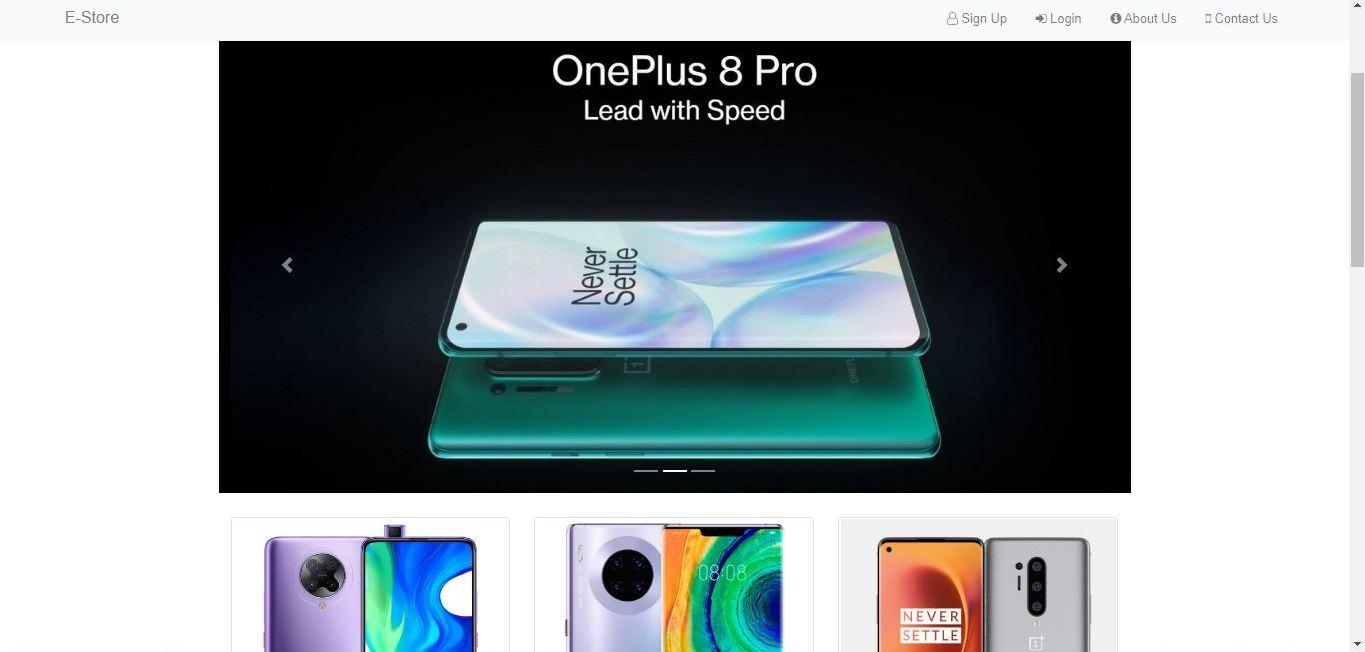 E-Store
Sign Up
Login
About Us
Contact Us
OnePlus 8 Pro
Lead with Speed
Never
Settle
08:08
NEVER
SETTLE